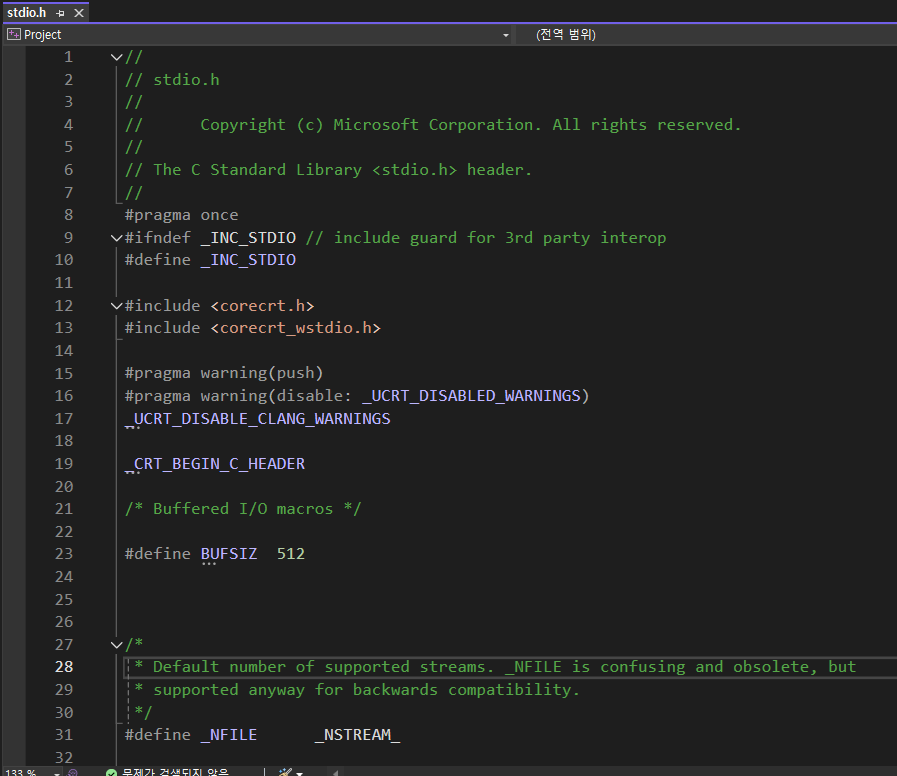 stdio.h
Project (전역 범위)
1 //
2 // stdio.h
3 //
4 //      Copyright (c) Microsoft Corporation. All rights reserved.
5 //
6 // The C Standard Library <stdio.h> header.
7 //
8 #pragma once
9 #ifndef _INC_STDIO // include guard for 3rd party interop
10 #define _INC_STDIO
11
12 #include <corecrt.h>
13 #include <corecrt_wstdio.h>
14
15 #pragma warning(push)
16 #pragma warning(disable: _UCRT_DISABLED_WARNINGS)
17 _UCRT_DISABLE_CLANG_WARNINGS
18
19 _CRT_BEGIN_C_HEADER
20
21 /* Buffered I/O macros */
22
23 #define BUFSIZ  512
24
25
26
27 /*
28  * Default number of supported streams. _NFILE is confusing and obsolete, but
29  * supported anyway for backwards compatibility.
30  */
31 #define _NFILE      _NSTREAM_
32
133 % 문제가 검색되지 않음